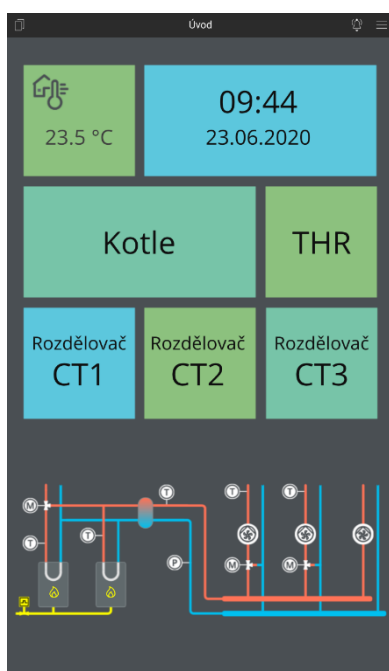 Úvod
23.5 °C
09:44
23.06.2020
Kotle
THR
Rozdělovač
CT1
Rozdělovač
CT2
Rozdělovač
CT3
T
T
T
M
T
T
P
M
M